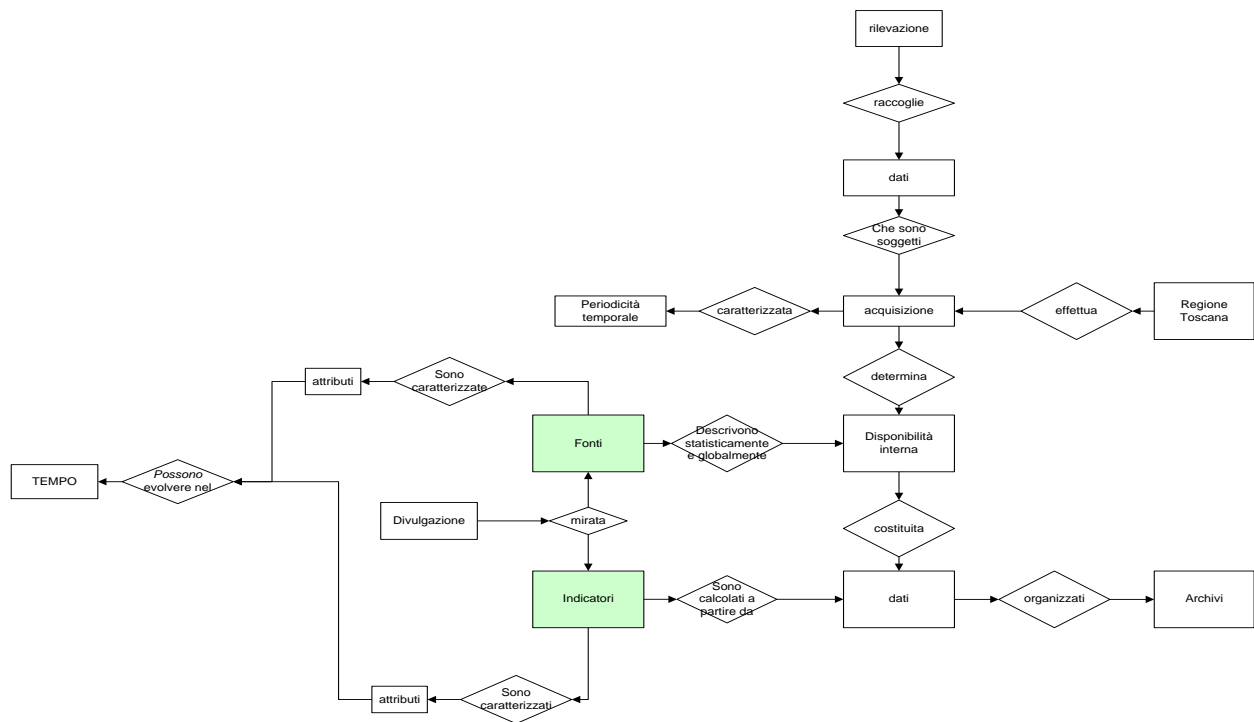 rilevazione
raccoglie
dati
Che sono
soggetti
Periodicità
temporale
caratterizzata
acquisizione
effettua
Regione
Toscana
determina
attributi
Sono
caratterizzate
Fonti
Descrivono
statisticamente
e globalmente
Disponibilità
interna
TEMPO
Possono
evolvere nel
Divulgazione
mirata
costituita
Indicatori
Sono
calcolati a
partire da
dati
organizzati
Archivi
attributi
Sono
caratterizzati